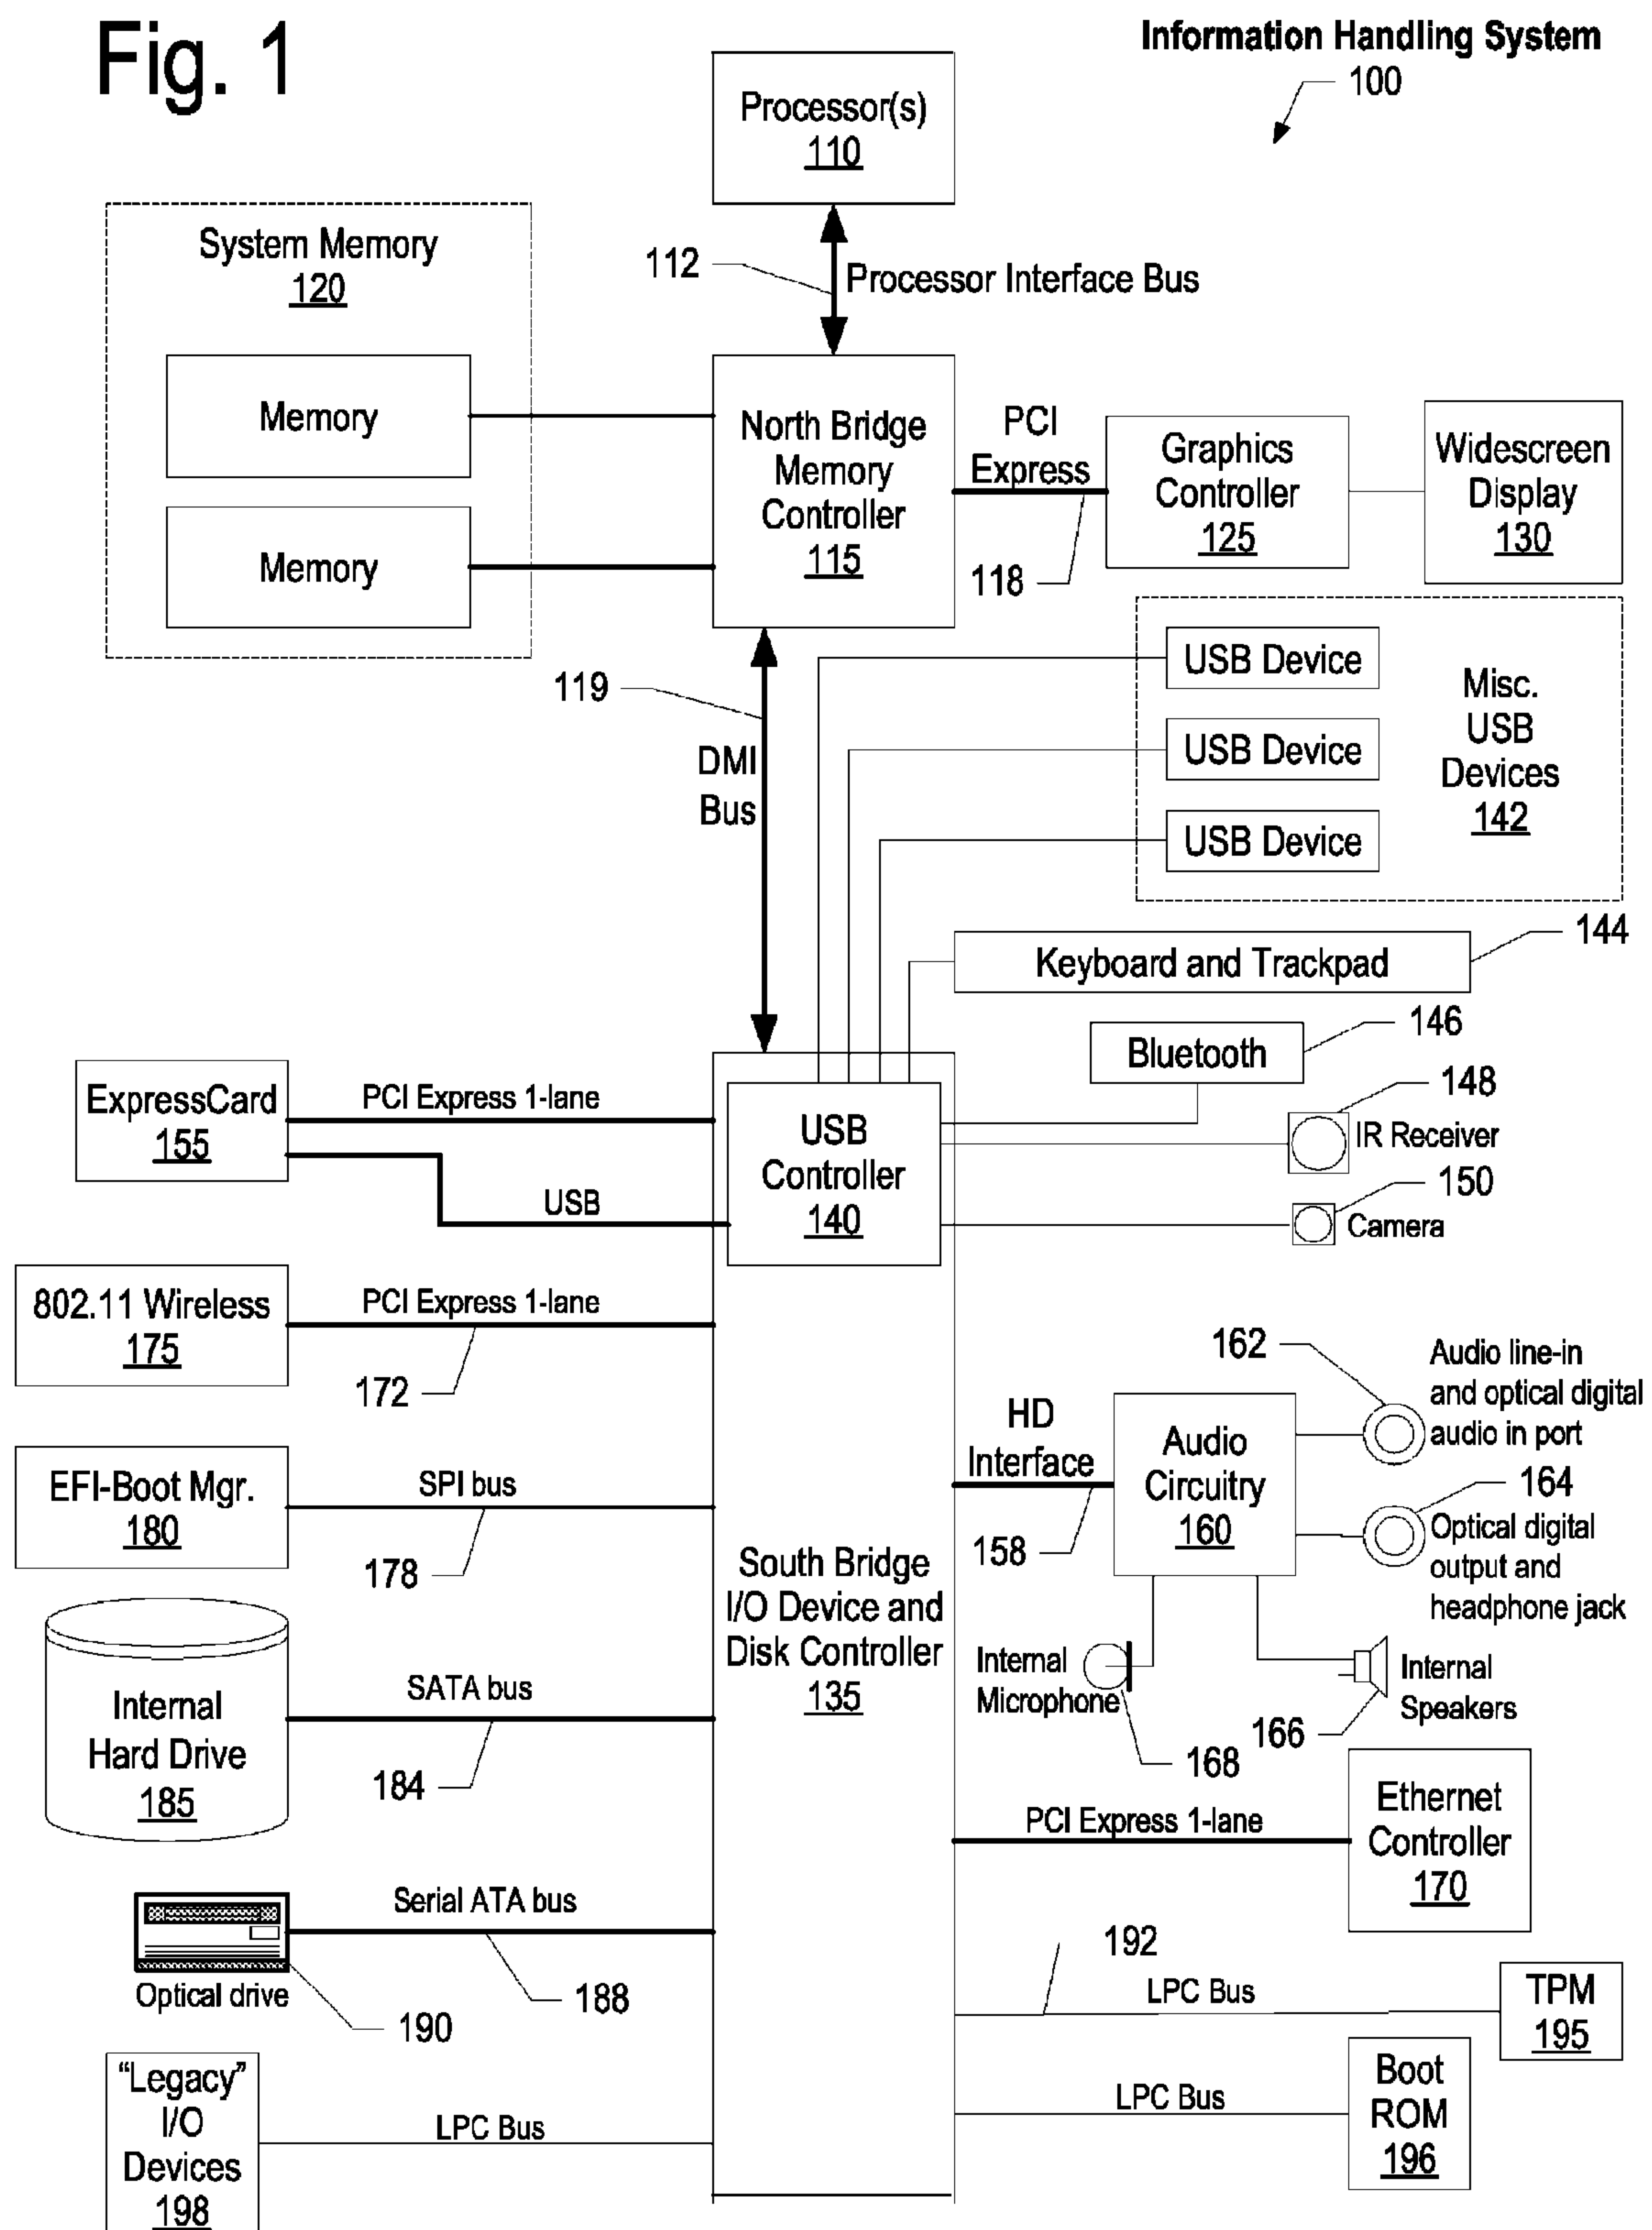 Fig. 1
Information Handling System
100
Processor(s)
110
System Memory
120
112
Processor Interface Bus
Memory
Memory
North Bridge
Memory
Controller
115
PCI
Express
118
Graphics
Controller
125
Widescreen
Display
130
119
DMI
Bus
USB Device
USB Device
USB Device
Misc.
USB
Devices
142
Keyboard and Trackpad
144
Bluetooth
146
148
IR Receiver
150
Camera
ExpressCard
155
PCI Express 1-lane
USB
USB
Controller
140
802.11 Wireless
175
PCI Express 1-lane
172
162
Audio line-in
and optical digital
audio in port
HD
Interface
158
Audio
Circuitry
160
164
Optical digital
output and
headphone jack
EFI-Boot Mgr.
180
SPI bus
178
South Bridge
I/O Device and
Disk Controller
135
Internal
Microphone
168
Internal
Speakers
166
Internal
Hard Drive
185
SATA bus
184
PCI Express 1-lane
Ethernet
Controller
170
Serial ATA bus
188
Optical drive
190
192
LPC Bus
TPM
195
LPC Bus
Boot
ROM
196
“Legacy”
I/O
Devices
198
LPC Bus